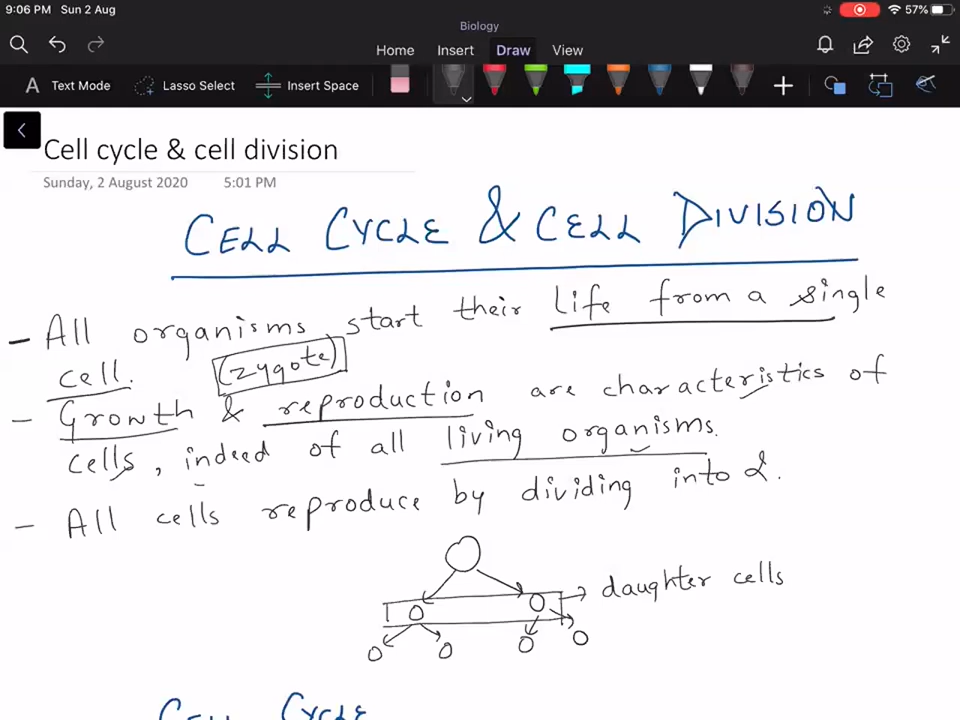 9:06 PM Sun 2 Aug
57%
Biology
Home Insert Draw View
Text Mode Lasso Select Insert Space
Cell cycle & cell division
Sunday, 2 August 2020 5:01 PM
CELL CYCLE & CELL DIVISION
- All organisms start their life from a single
cell. (zygote)
- Growth & reproduction are characteristics of
cells, indeed of all living organisms.
- All cells reproduce by dividing into 2.
daughter cells
CELL CYCLE